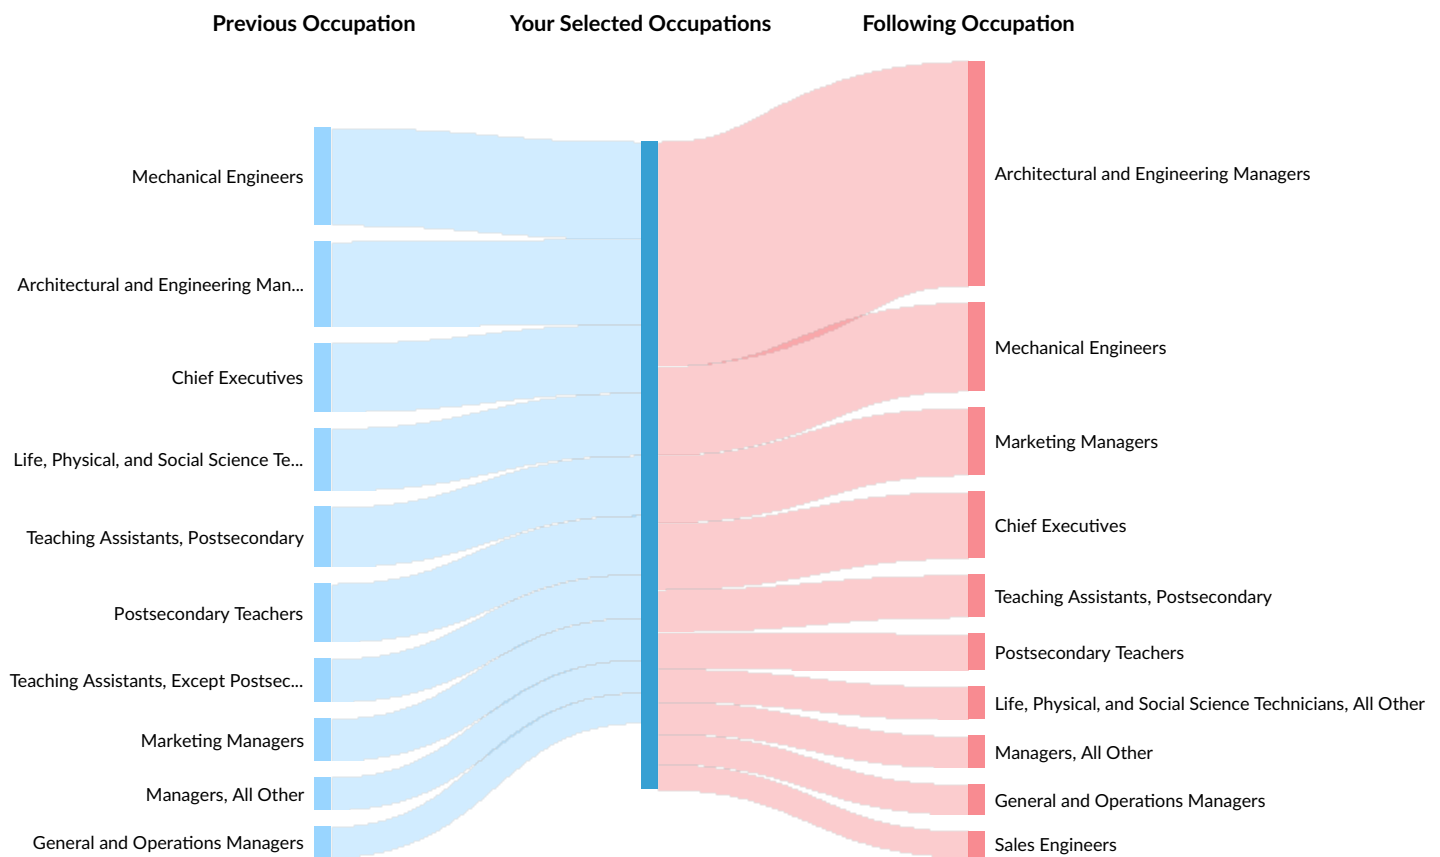 Previous Occupation
Your Selected Occupations
Following Occupation
Mechanical Engineers
Architectural and Engineering Man...
Chief Executives
Life, Physical, and Social Science Te...
Teaching Assistants, Postsecondary
Postsecondary Teachers
Teaching Assistants, Except Postsec...
Marketing Managers
Managers, All Other
General and Operations Managers
Architectural and Engineering Managers
Mechanical Engineers
Marketing Managers
Chief Executives
Teaching Assistants, Postsecondary
Postsecondary Teachers
Life, Physical, and Social Science Technicians, All Other
Managers, All Other
General and Operations Managers
Sales Engineers